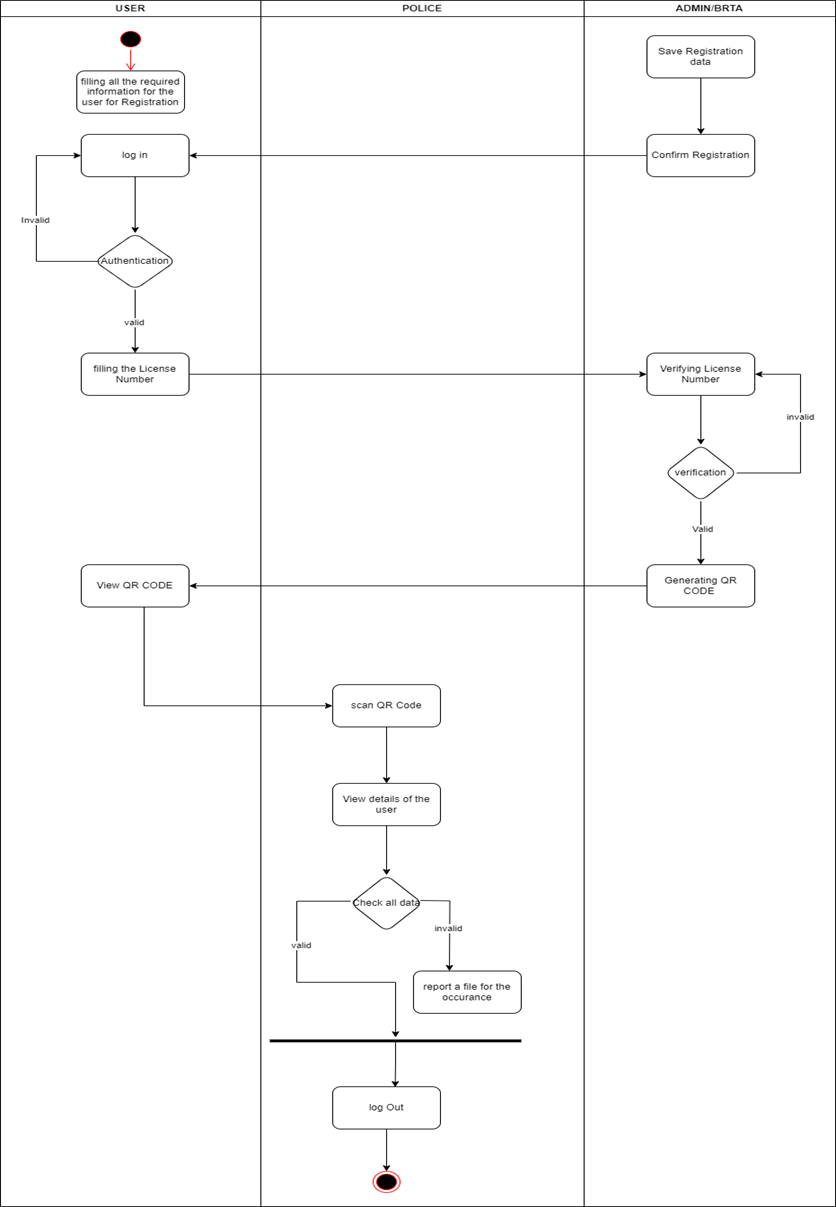 USER
POLICE
ADMIN/BRTA
filling all the required
information for the
user for Registration
Save Registration
data
log in
Confirm Registration
Invalid
Authentication
valid
filling the License
Number
Verifying License
Number
invalid
verification
Valid
View QR CODE
Generating QR
CODE
scan QR Code
View details of the
user
Check all data
valid
invalid
report a file for the
occurance
log Out